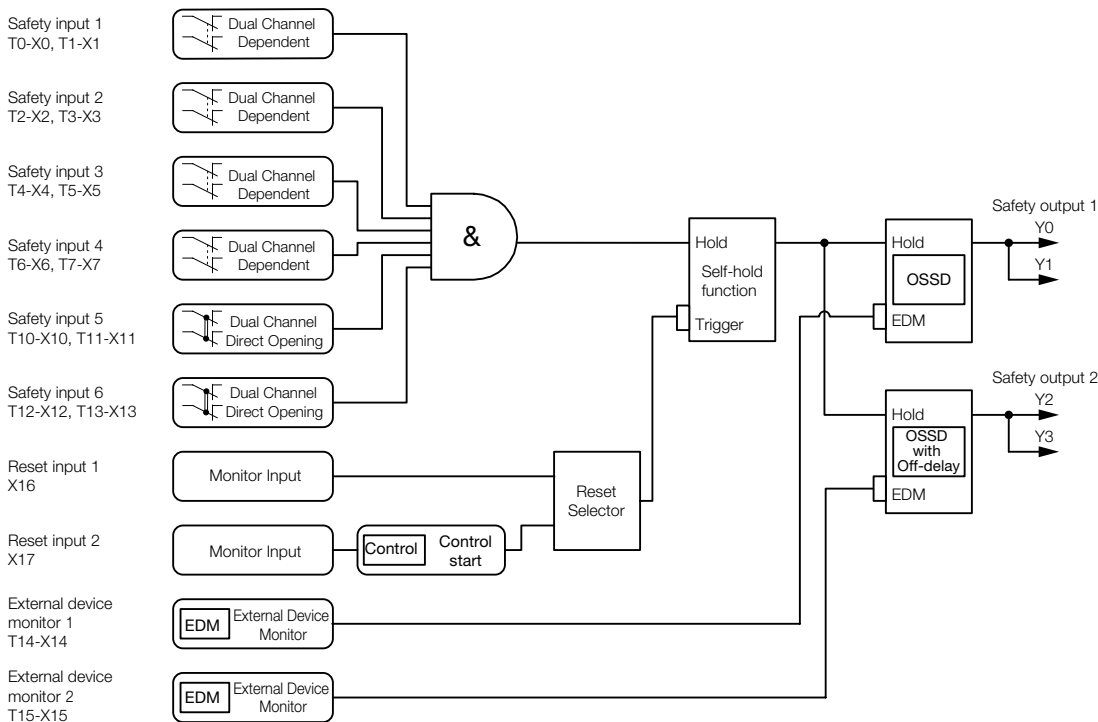 Safety input 1
T0-X0, T1-X1
Dual Channel
Dependent
Safety input 2
T2-X2, T3-X3
Dual Channel
Dependent
Safety input 3
T4-X4, T5-X5
Dual Channel
Dependent
Safety input 4
T6-X6, T7-X7
Dual Channel
Dependent
Safety input 5
T10-X10, T11-X11
Dual Channel
Direct Opening
Safety input 6
T12-X12, T13-X13
Dual Channel
Direct Opening
Reset input 1
X16
Monitor Input
Reset input 2
X17
Monitor Input
Control
Control
start
External device
monitor 1
T14-X14
EDM
External Device
Monitor
External device
monitor 2
T15-X15
EDM
External Device
Monitor
&
Reset
Selector
Hold
Self-hold
function
Trigger
Hold
OSSD
EDM
Safety output 1
Y0
Y1
Hold
OSSD
with
Off-delay
EDM
Safety output 2
Y2
Y3